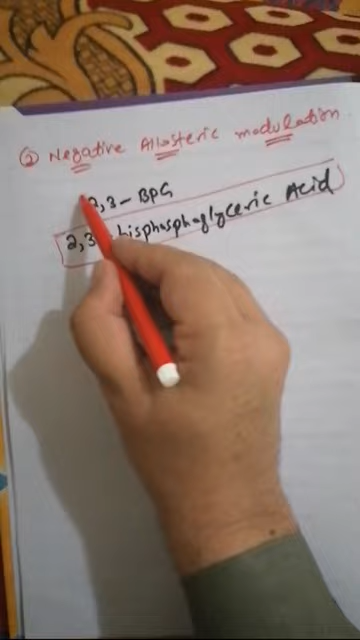 ② Negative Allosteric modulation.
2,3-BPG
2,3 bisphosphoglyceric Acid